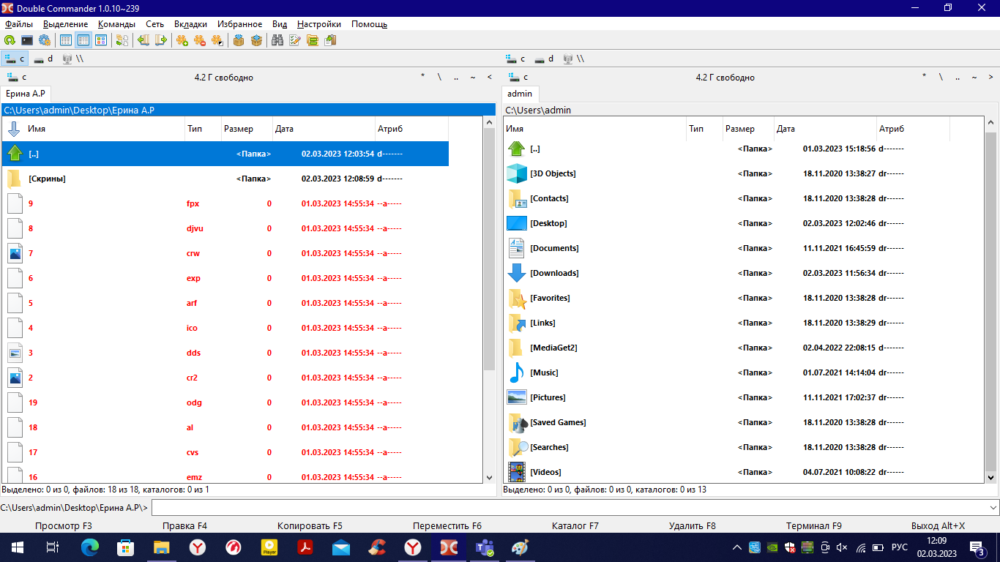 Double Commander 1.0.10~239
Файлы Выделение Команды Сеть Вкладки Избранное Вид Настройки Помощь
c d \\ c d \\
c 4.2 Г свободно * \ .. ~ < c 4.2 Г свободно * \ .. ~ >
Ерина А.Р admin
C:\Users\admin\Desktop\Ерина А.Р C:\Users\admin
Имя Тип Размер Дата Атриб Имя Тип Размер Дата Атриб
[..] <Папка> 02.03.2023 12:03:54 d------- [..] <Папка> 01.03.2023 15:18:56 d-------
[Скрины] <Папка> 02.03.2023 12:08:59 d------- [3D Objects] <Папка> 18.11.2020 13:38:27 dr------
9 fpx 0 01.03.2023 14:55:34 --a----- [Contacts] <Папка> 18.11.2020 13:38:28 dr------
8 djvu 0 01.03.2023 14:55:34 --a----- [Desktop] <Папка> 02.03.2023 12:02:46 dr------
7 crw 0 01.03.2023 14:55:34 --a----- [Documents] <Папка> 11.11.2021 16:45:59 dr------
6 exp 0 01.03.2023 14:55:34 --a----- [Downloads] <Папка> 02.03.2023 11:56:34 dr------
5 arf 0 01.03.2023 14:55:34 --a----- [Favorites] <Папка> 18.11.2020 13:38:28 dr------
4 ico 0 01.03.2023 14:55:34 --a----- [Links] <Папка> 18.11.2020 13:38:29 dr------
3 dds 0 01.03.2023 14:55:34 --a----- [MediaGet2] <Папка> 02.04.2022 22:08:15 d-------
2 cr2 0 01.03.2023 14:55:34 --a----- [Music] <Папка> 01.07.2021 14:14:04 dr------
19 odg 0 01.03.2023 14:55:34 --a----- [Pictures] <Папка> 11.11.2021 17:02:37 dr------
18 al 0 01.03.2023 14:55:34 --a----- [Saved Games] <Папка> 18.11.2020 13:38:28 dr------
17 cvs 0 01.03.2023 14:55:34 --a----- [Searches] <Папка> 18.11.2020 13:38:28 dr------
16 emz 0 01.03.2023 14:55:34 --a----- [Videos] <Папка> 04.07.2021 10:08:22 dr------
Выделено: 0 из 0, файлов: 18 из 18, каталогов: 0 из 1 Выделено: 0 из 0, файлов: 0 из 0, каталогов: 0 из 13
C:\Users\admin\Desktop\Ерина А.Р\>
Просмотр F3 Правка F4 Копировать F5 Переместить F6 Каталог F7 Удалить F8 Терминал F9 Выход Alt+X
Player РУС 12:09
02.03.2023 3